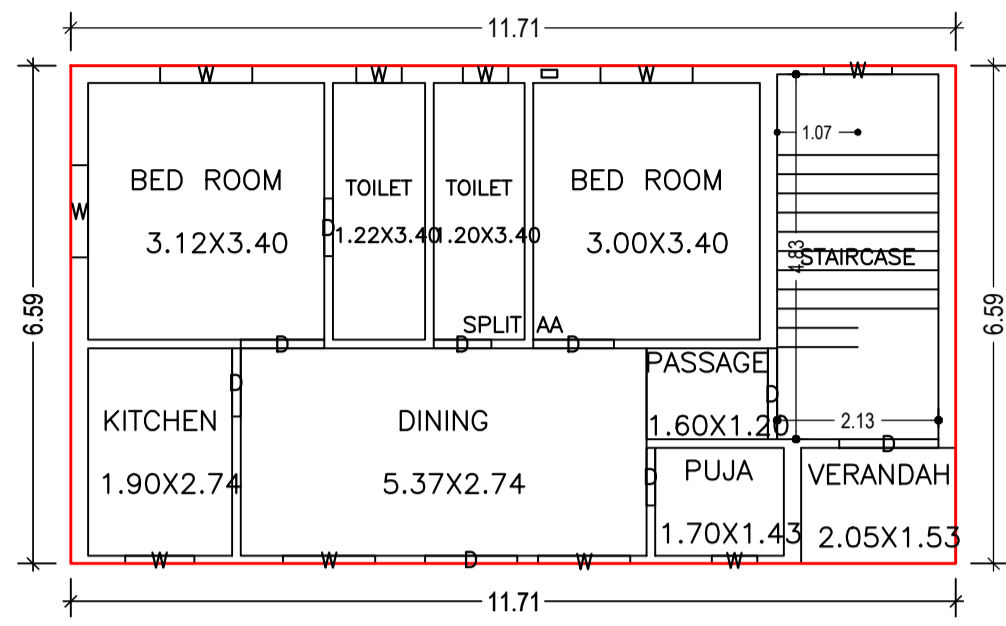 11.71
W
W
W
W
W
1.07
BED ROOM
TOILET
TOILET
BED ROOM
W
3.12X3.40
D
1.22X3.40
1.20X3.40
3.00X3.40
4.83
STAIRCASE
6.59
6.59
SPLIT AA
D
D
D
PASSAGE
D
D
KITCHEN
DINING
1.60X1.20
2.13
D
1.90X2.74
5.37X2.74
D
PUJA
VERANDAH
1.70X1.43
2.05X1.53
W
W
D
W
W
11.71